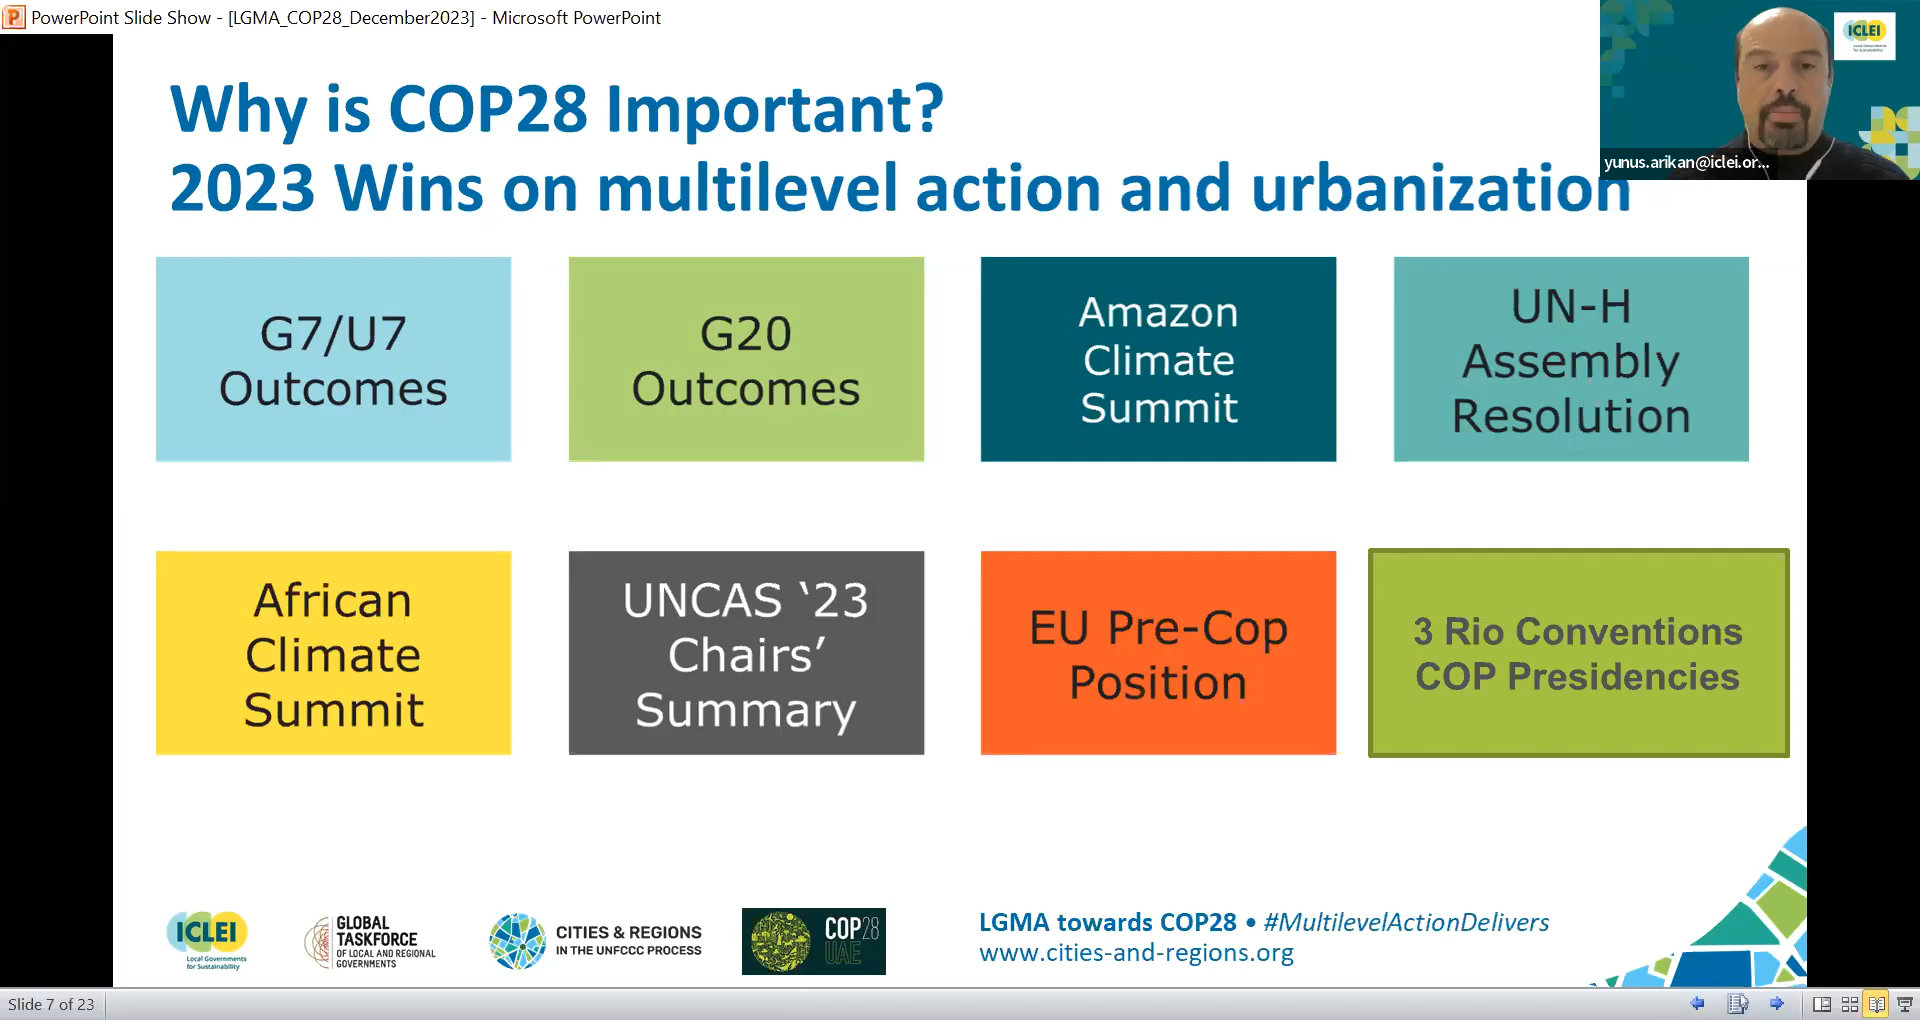 PowerPoint Slide Show - [LGMA_COP28_December2023] - Microsoft PowerPoint
ICLEI
Local Governments
for Sustainability
yunus.arikan@iclei.or...
Why is COP28 Important?
2023 Wins on multilevel action and urbanization
G7/U7
Outcomes
G20
Outcomes
Amazon
Climate
Summit
UN-H
Assembly
Resolution
African
Climate
Summit
UNCAS ‘23
Chairs’
Summary
EU Pre-Cop
Position
3 Rio Conventions
COP Presidencies
ICLEI
Local Governments
for Sustainability
GLOBAL
TASKFORCE
OF LOCAL AND REGIONAL
GOVERNMENTS
CITIES & REGIONS
IN THE UNFCCC PROCESS
COP28
UAE
LGMA towards COP28 • #MultilevelActionDelivers
www.cities-and-regions.org
Slide 7 of 23